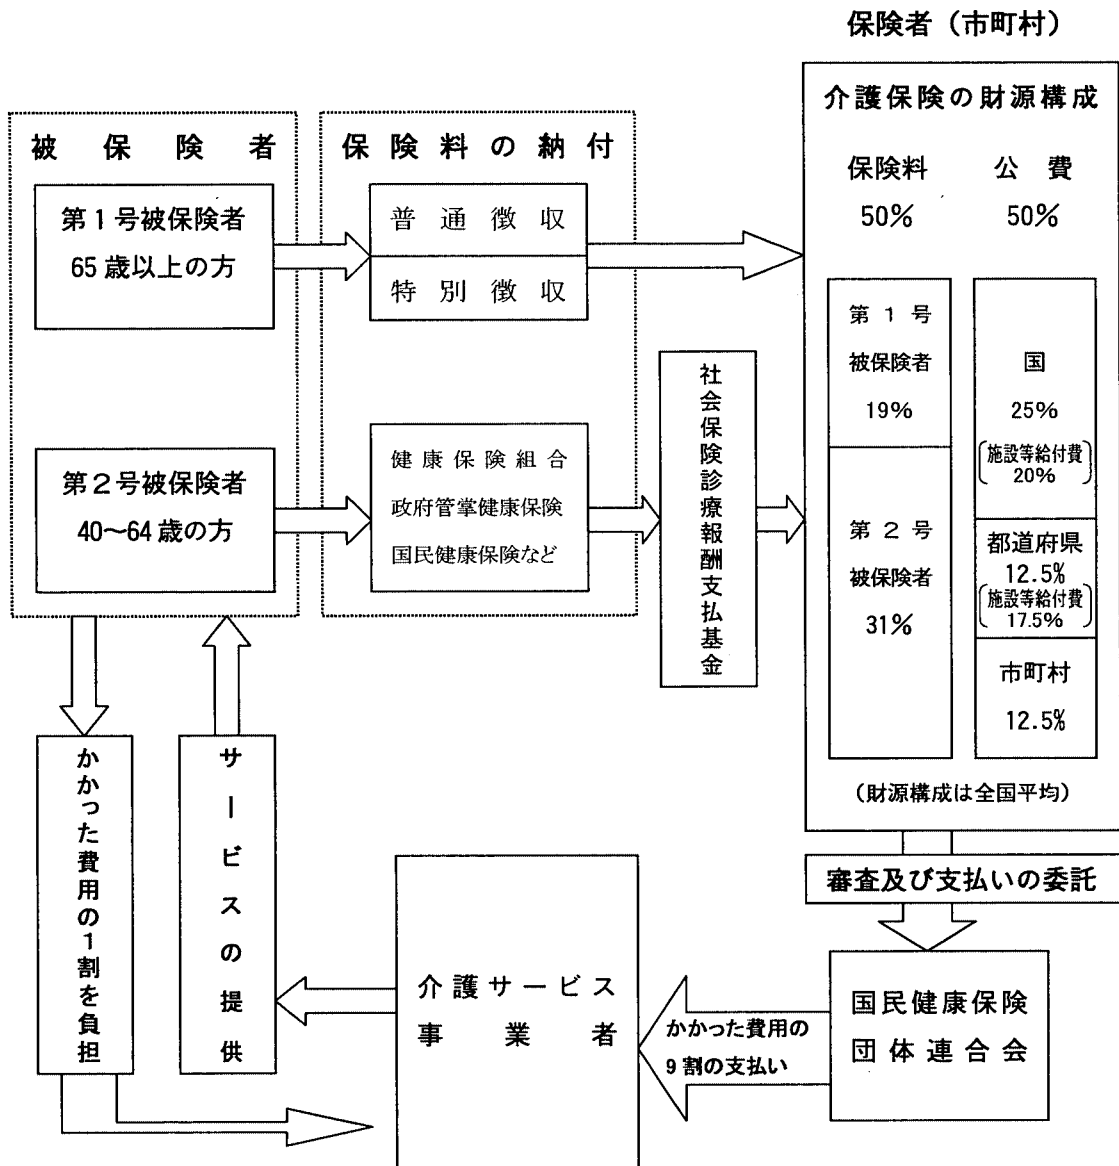 保険者（市町村）
介護保険の財源構成
保険料
50%
公費
50%
第1号
被保険者
19%
第2号
被保険者
31%
国
25%
〔施設等給付費 20%〕
都道府県
12.5%
〔施設等給付費 17.5%〕
市町村
12.5%
（財源構成は全国平均）
被保険者
第1号被保険者
65歳以上の方
第2号被保険者
40〜64歳の方
保険料の納付
普通徴収
特別徴収
健康保険組合
政府管掌健康保険
国民健康保険など
社会保険診療報酬支払基金
審査及び支払いの委託
国民健康保険
団体連合会
かかった費用の
9割の支払い
介護サービス
事業者
サービスの提供
かかった費用の1割を負担